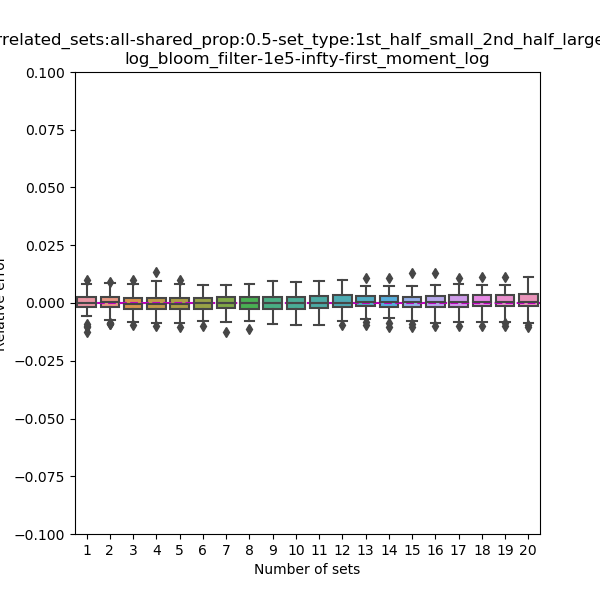 rrelated_sets:all-shared_prop:0.5-set_type:1st_half_small_2nd_half_large
log_bloom_filter-1e5-infty-first_moment_log
0.100
0.075
0.050
0.025
0.000
−0.025
−0.050
−0.075
−0.100
Relative error
1 2 3 4 5 6 7 8 9 10 11 12 13 14 15 16 17 18 19 20
Number of sets